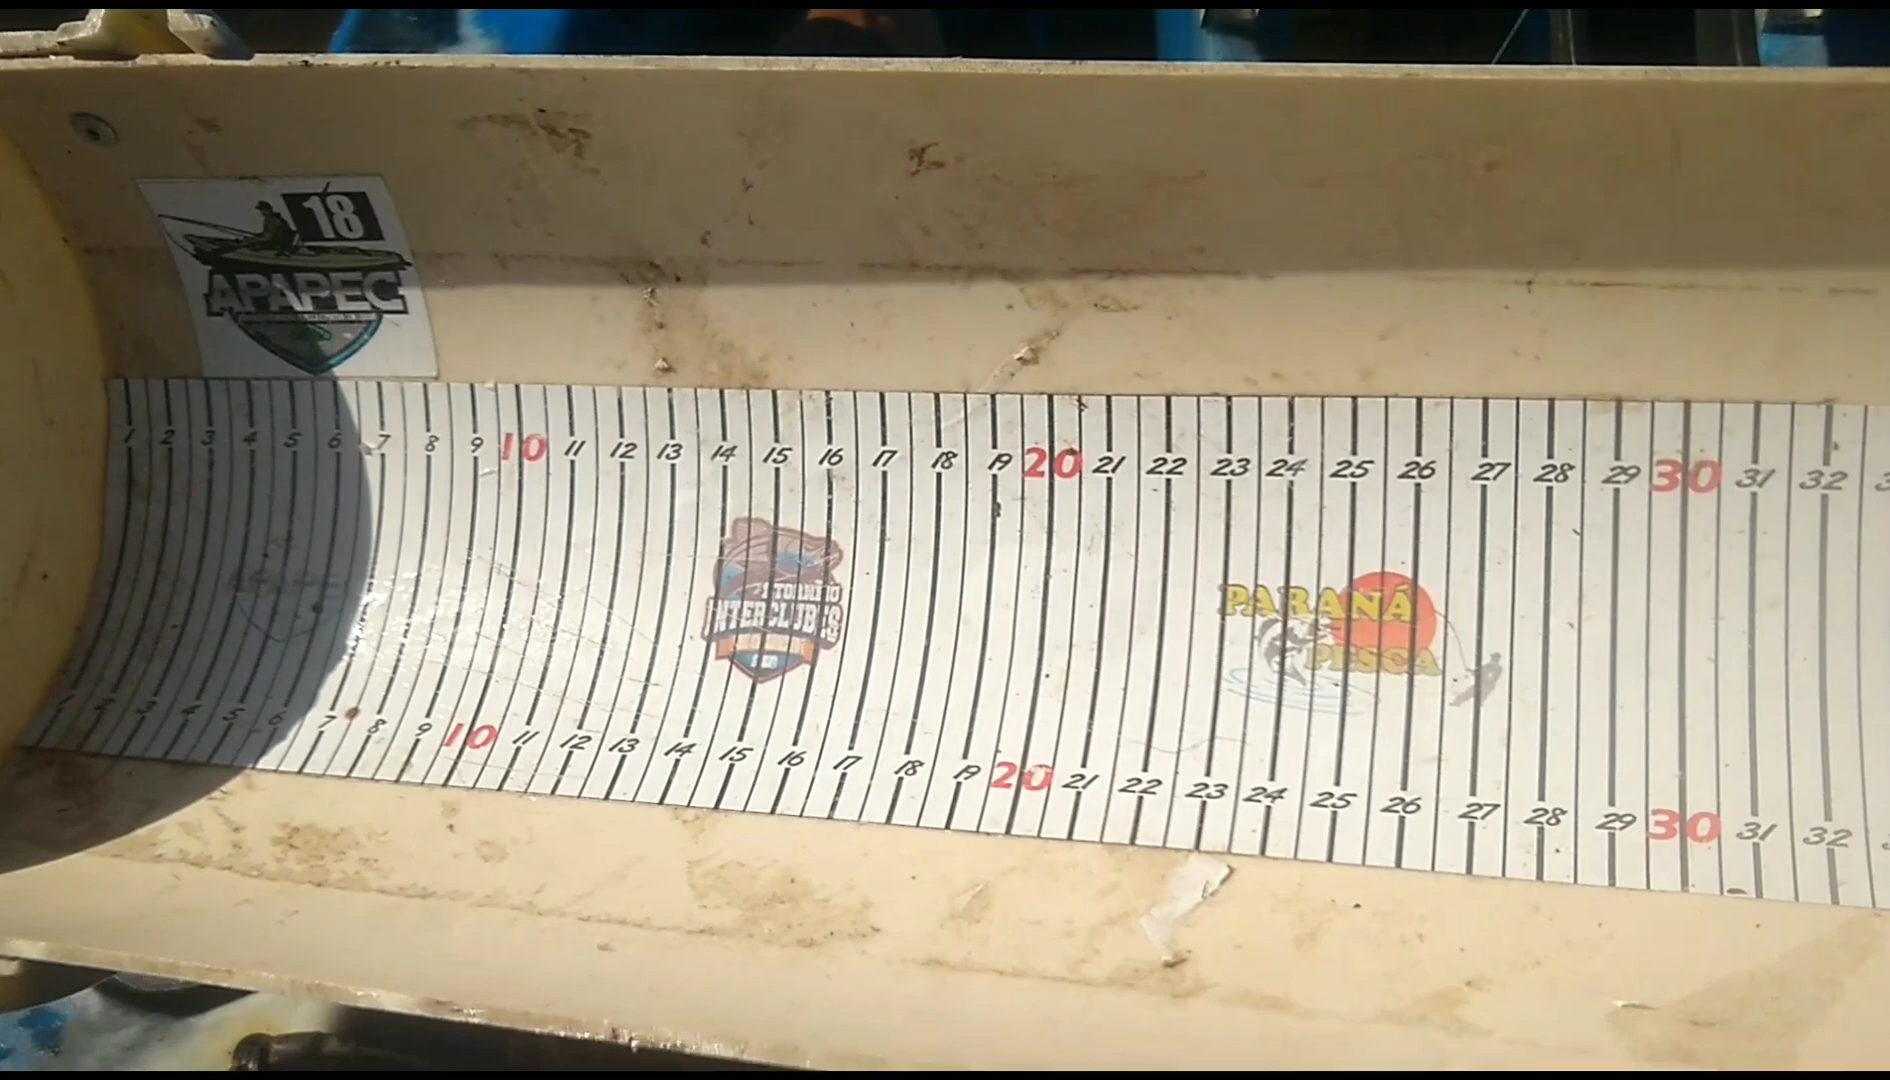 18
APAPEC
1 2 3 4 5 6 7 8 9 10 11 12 13 14 15 16 17 18 19 20 21 22 23 24 25 26 27 28 29 30 31 32
TORNEIO
INTERCLUBES
PARANÁ
PESCA
1 2 3 4 5 6 7 8 9 10 11 12 13 14 15 16 17 18 19 20 21 22 23 24 25 26 27 28 29 30 31 32